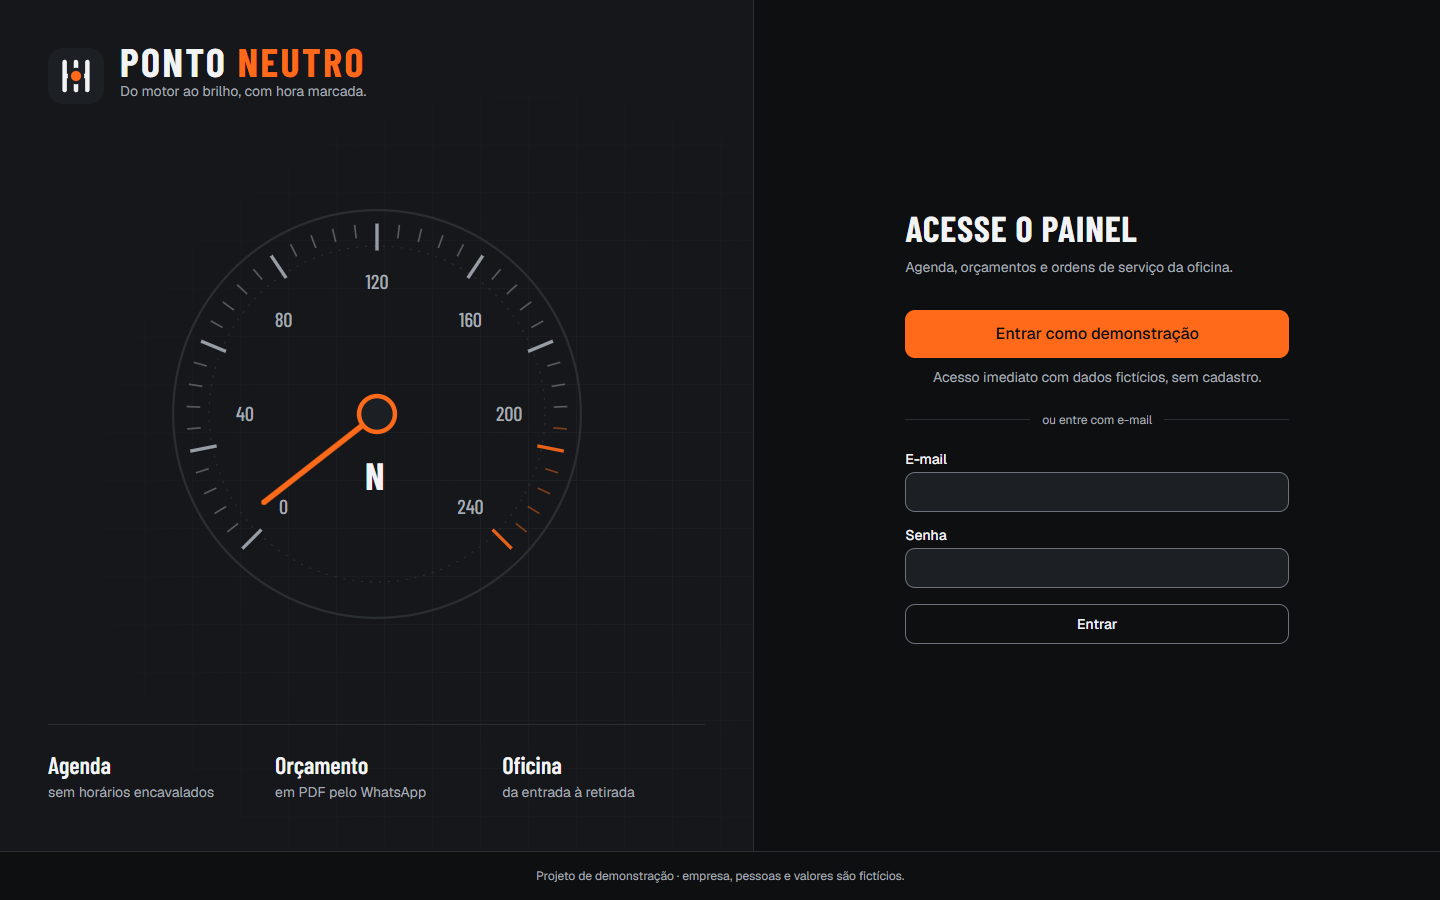 PONTO NEUTRO
Do motor ao brilho, com hora marcada.
120
80
160
40
200
N
0
240
Agenda
sem horários encavalados
Orçamento
em PDF pelo WhatsApp
Oficina
da entrada à retirada
ACESSE O PAINEL
Agenda, orçamentos e ordens de serviço da oficina.
Entrar como demonstração
Acesso imediato com dados fictícios, sem cadastro.
ou entre com e-mail
E-mail
Senha
Entrar
Projeto de demonstração · empresa, pessoas e valores são fictícios.